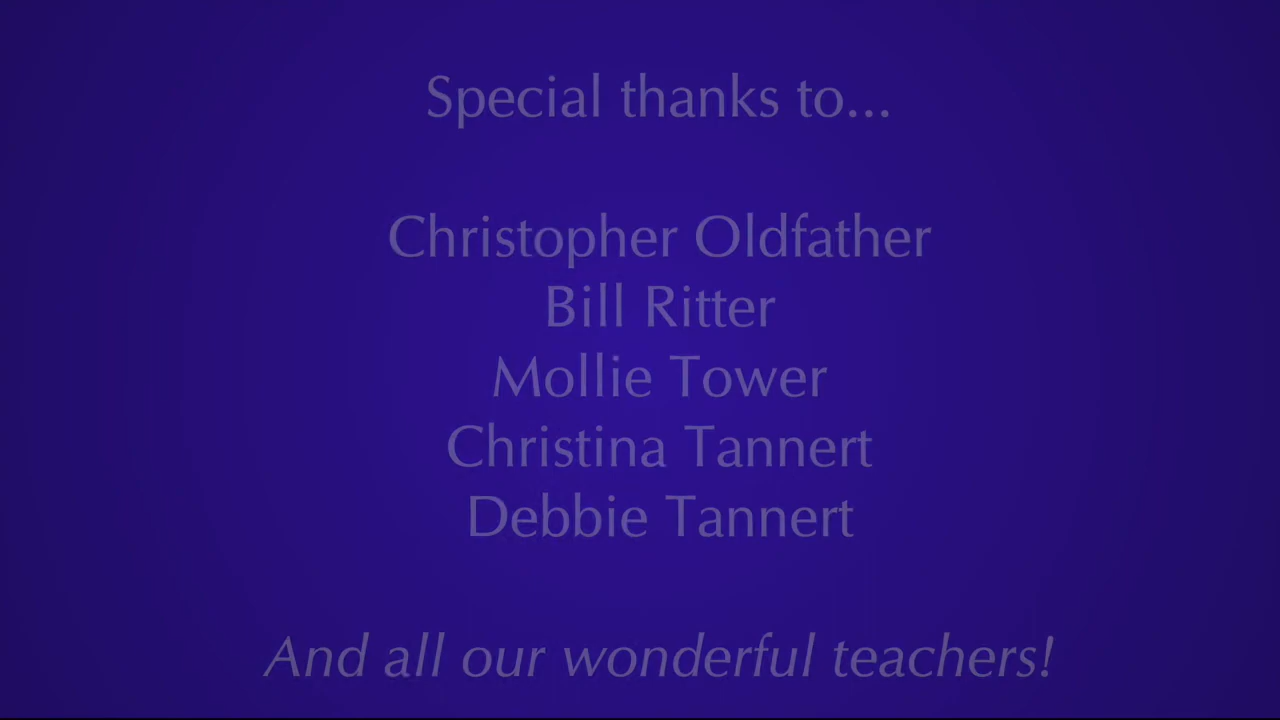 Special thanks to...
Christopher Oldfather
Bill Ritter
Mollie Tower
Christina Tannert
Debbie Tannert
And all our wonderful teachers!